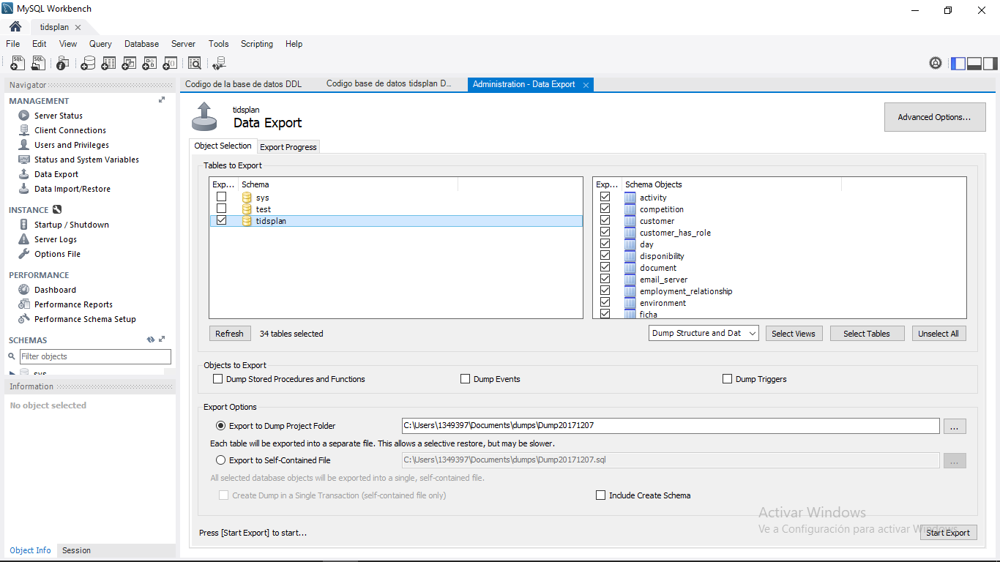 MySQL Workbench
tidsplan
File Edit View Query Database Server Tools Scripting Help
Navigator
MANAGEMENT
Server Status
Client Connections
Users and Privileges
Status and System Variables
Data Export
Data Import/Restore
INSTANCE
Startup / Shutdown
Server Logs
Options File
PERFORMANCE
Dashboard
Performance Reports
Performance Schema Setup
SCHEMAS
Filter objects
sys
Information
No object selected
Object Info Session
Codigo de la base de datos DDL Codigo base de datos tidsplan D... Administration - Data Export
tidsplan
Data Export
Advanced Options...
Object Selection Export Progress
Tables to Export
Exp... Schema
sys
test
tidsplan
Exp... Schema Objects
activity
competition
customer
customer_has_role
day
disponibility
document
email_server
employment_relationship
environment
ficha
Refresh 34 tables selected Dump Structure and Dat Select Views Select Tables Unselect All
Objects to Export
Dump Stored Procedures and Functions Dump Events Dump Triggers
Export Options
Export to Dump Project Folder C:\Users\1349397\Documents\dumps\Dump20171207 ...
Each table will be exported into a separate file. This allows a selective restore, but may be slower.
Export to Self-Contained File C:\Users\1349397\Documents\dumps\Dump20171207.sql ...
All selected database objects will be exported into a single, self-contained file.
Create Dump in a Single Transaction (self-contained file only) Include Create Schema
Activar Windows
Ve a Configuración para activar Windows.
Press [Start Export] to start... Start Export